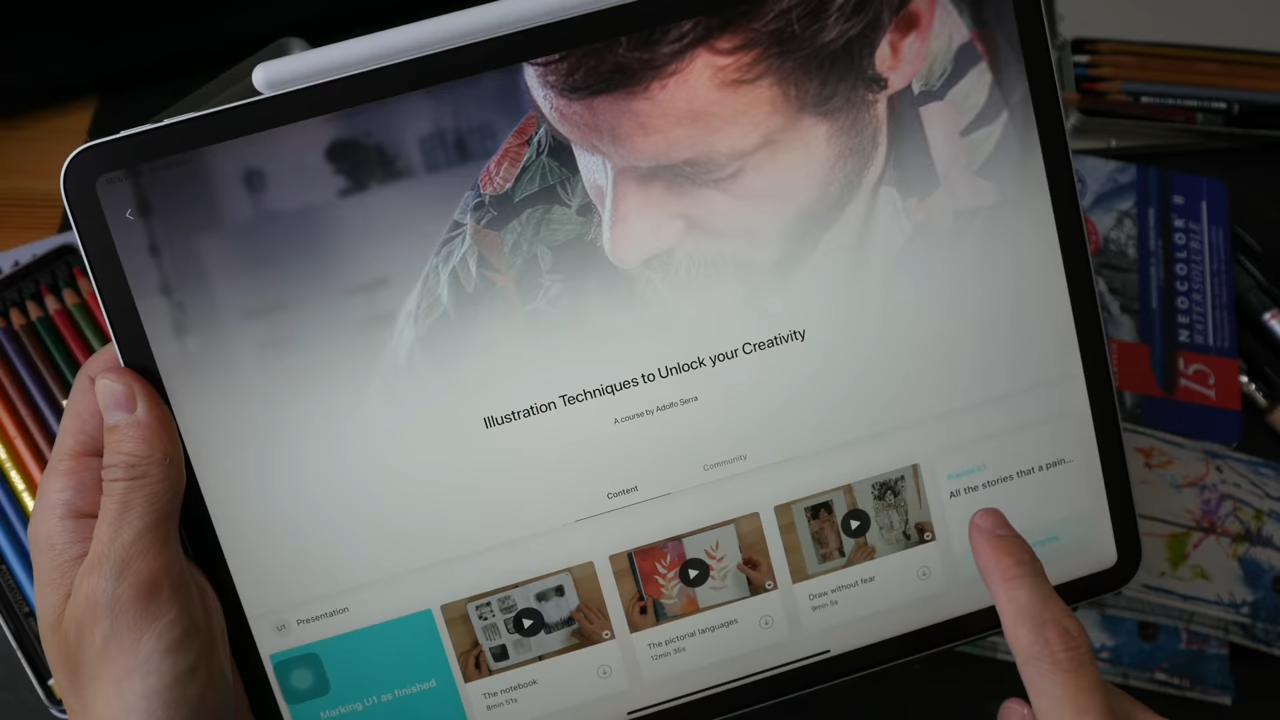 Illustration Techniques to Unlock your Creativity
A course by Adolfo Serra
Content
Community
U1 Presentation
Marking U1 as finished
The notebook
8min 51s
The pictorial languages
12min 35s
Draw without fear
9min 5s
All the stories that a pain...
NEOCOLOR II
WATERSOLUBLE
15